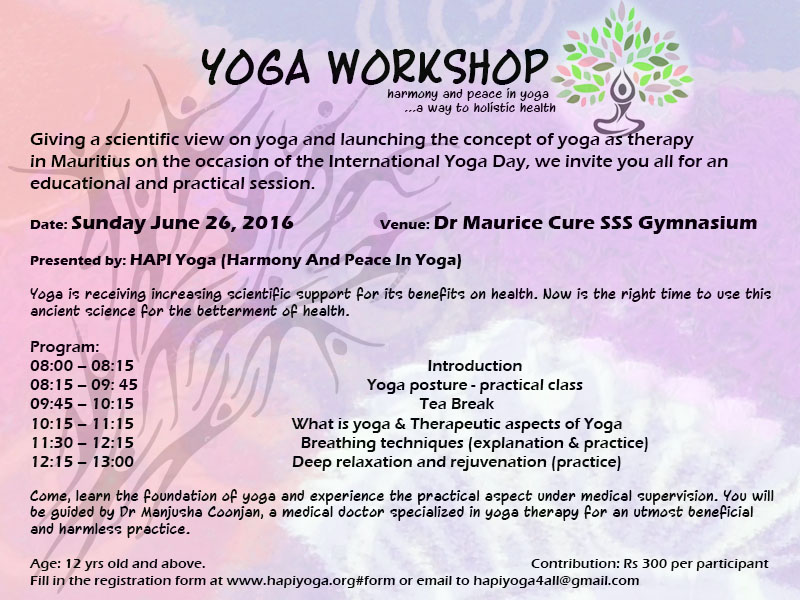 YOGA WORKSHOP
harmony and peace in yoga
...a way to holistic health
Giving a scientific view on yoga and launching the concept of yoga as therapy
in Mauritius on the occasion of the International Yoga Day, we invite you all for an
educational and practical session.
Date: Sunday June 26, 2016 Venue: Dr Maurice Cure SSS Gymnasium
Presented by: HAPI Yoga (Harmony And Peace In Yoga)
Yoga is receiving increasing scientific support for its benefits on health. Now is the right time to use this
ancient science for the betterment of health.
Program:
08:00 – 08:15 Introduction
08:15 – 09: 45 Yoga posture - practical class
09:45 – 10:15 Tea Break
10:15 – 11:15 What is yoga & Therapeutic aspects of Yoga
11:30 – 12:15 Breathing techniques (explanation & practice)
12:15 – 13:00 Deep relaxation and rejuvenation (practice)
Come, learn the foundation of yoga and experience the practical aspect under medical supervision. You will
be guided by Dr Manjusha Coonjan, a medical doctor specialized in yoga therapy for an utmost beneficial
and harmless practice.
Age: 12 yrs old and above. Contribution: Rs 300 per participant
Fill in the registration form at www.hapiyoga.org#form or email to hapiyoga4all@gmail.com